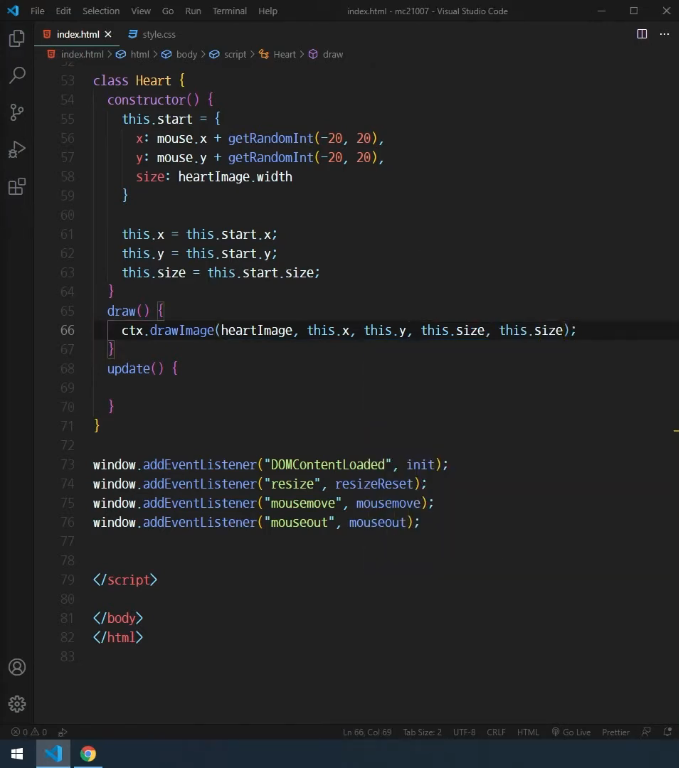 File Edit Selection View Go Run Terminal Help index.html - mc21007 - Visual Studio Code
index.html style.css
index.html > html > body > script > Heart > draw
52
53 class Heart {
54 constructor() {
55 this.start = {
56 x: mouse.x + getRandomInt(-20, 20),
57 y: mouse.y + getRandomInt(-20, 20),
58 size: heartImage.width
59 }
60
61 this.x = this.start.x;
62 this.y = this.start.y;
63 this.size = this.start.size;
64 }
65 draw() {
66 ctx.drawImage(heartImage, this.x, this.y, this.size, this.size);
67 }
68 update() {
69
70 }
71 }
72
73 window.addEventListener("DOMContentLoaded", init);
74 window.addEventListener("resize", resizeReset);
75 window.addEventListener("mousemove", mousemove);
76 window.addEventListener("mouseout", mouseout);
77
78
79 </script>
80
81 </body>
82 </html>
83
0 0 Ln 66, Col 69 Tab Size: 2 UTF-8 CRLF HTML Go Live Prettier